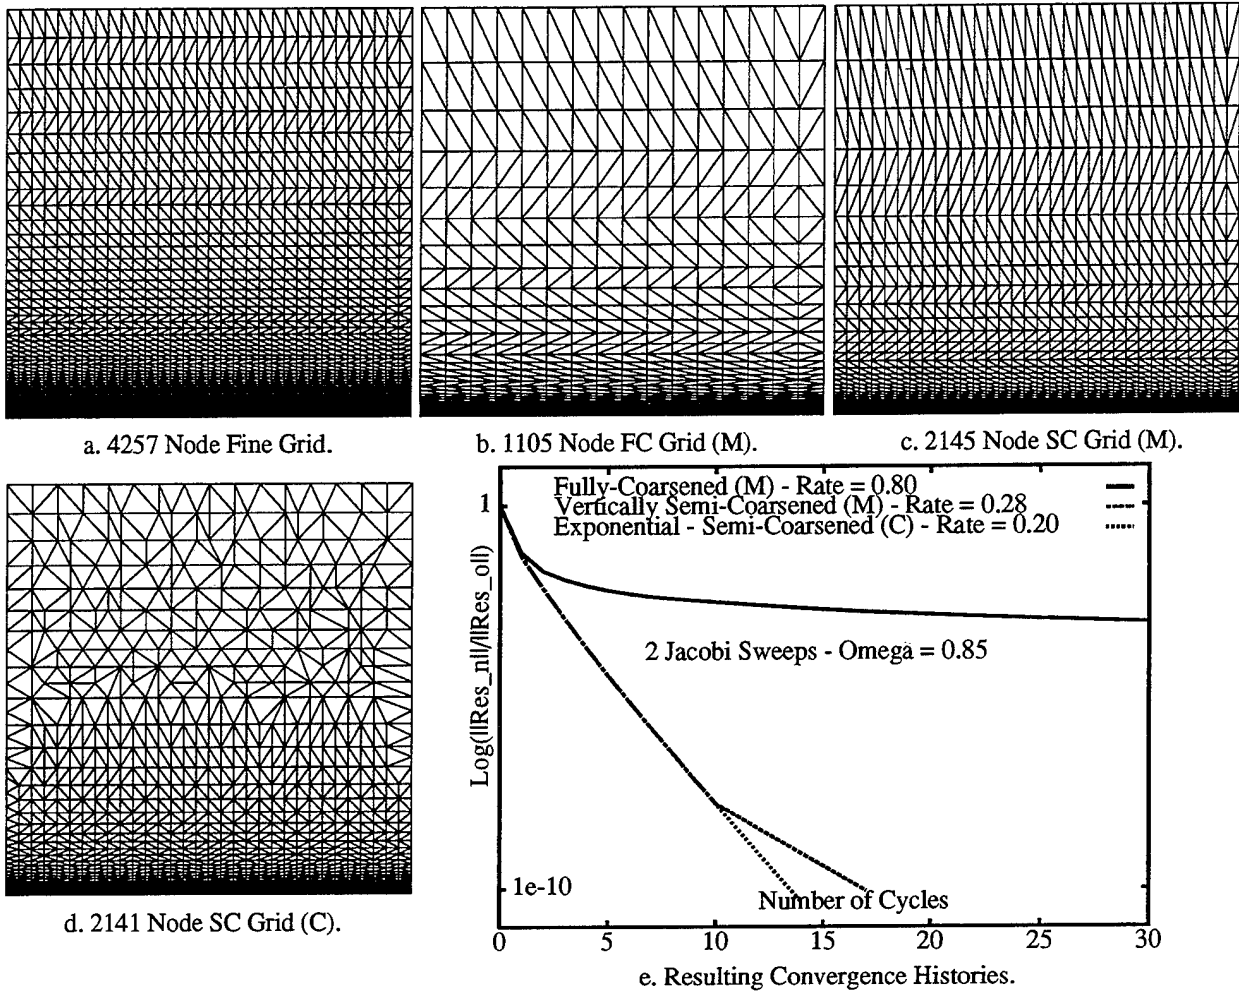 a. 4257 Node Fine Grid.
b. 1105 Node FC Grid (M).
c. 2145 Node SC Grid (M).
d. 2141 Node SC Grid (C).
Fully-Coarsened (M) - Rate = 0.80
Vertically Semi-Coarsened (M) - Rate = 0.28
Exponential - Semi-Coarsened (C) - Rate = 0.20
1
Log(||Res_n||/||Res_o||)
2 Jacobi Sweeps - Omega = 0.85
1e-10
Number of Cycles
0 5 10 15 20 25 30
e. Resulting Convergence Histories.